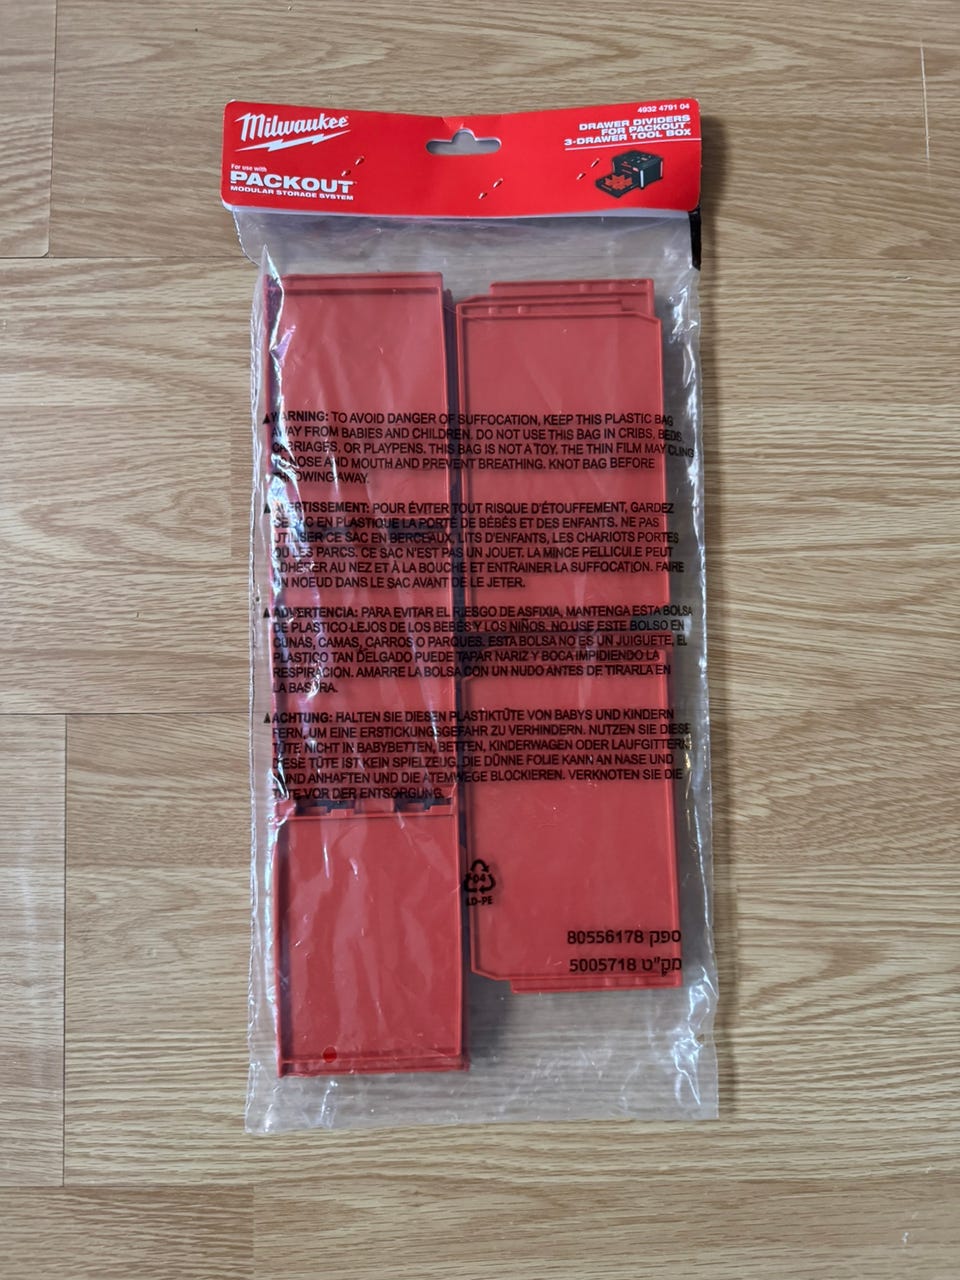 Milwaukee
For use with
PACKOUT™
MODULAR STORAGE SYSTEM
4932 4791 04
DRAWER DIVIDERS
FOR PACKOUT™
3-DRAWER TOOL BOX
WARNING: TO AVOID DANGER OF SUFFOCATION, KEEP THIS PLASTIC BAG
AWAY FROM BABIES AND CHILDREN. DO NOT USE THIS BAG IN CRIBS, BEDS,
CARRIAGES, OR PLAYPENS. THIS BAG IS NOT A TOY. THE THIN FILM MAY CLING
TO NOSE AND MOUTH AND PREVENT BREATHING. KNOT BAG BEFORE
THROWING AWAY.
AVERTISSEMENT: POUR ÉVITER TOUT RISQUE D'ÉTOUFFEMENT, GARDEZ
CE SAC EN PLASTIQUE LA PORTE DE BÉBÉS ET DES ENFANTS. NE PAS
UTILISER CE SAC EN BERCEAUX, LITS D'ENFANTS, LES CHARIOTS PORTES
OU LES PARCS. CE SAC N'EST PAS UN JOUET. LA MINCE PELLICULE PEUT
ADHÉRER AU NEZ ET À LA BOUCHE ET ENTRAINER LA SUFFOCATION. FAIRE
UN NOEUD DANS LE SAC AVANT DE LE JETER.
ADVERTENCIA: PARA EVITAR EL RIESGO DE ASFIXIA, MANTENGA ESTA BOLSA
DE PLASTICO LEJOS DE LOS BEBES Y LOS NIÑOS. NO USE ESTE BOLSO EN
CUNAS, CAMAS, CARROS O PARQUES. ESTA BOLSA NO ES UN JUIGUETE, EL
PLASTICO TAN DELGADO PUEDE TAPAR NARIZ Y BOCA IMPIDIENDO LA
RESPIRACION. AMARRE LA BOLSA CON UN NUDO ANTES DE TIRARLA EN
LA BASURA.
ACHTUNG: HALTEN SIE DIESEN PLASTIKTÜTE VON BABYS UND KINDERN
FERN, UM EINE ERSTICKUNGSGEFAHR ZU VERHINDERN. NUTZEN SIE DIESE
TÜTE NICHT IN BABYBETTEN, BETTEN, KINDERWAGEN ODER LAUFGITTERN.
DIESE TÜTE IST KEIN SPIELZEUG, DIE DÜNNE FOLIE KANN AN NASE UND
MUND ANHAFTEN UND DIE ATEMWEGE BLOCKIEREN. VERKNOTEN SIE DIE
TÜTE VOR DER ENTSORGUNG.
04
LD-PE
ספק 80556178
מק"ט 5005718